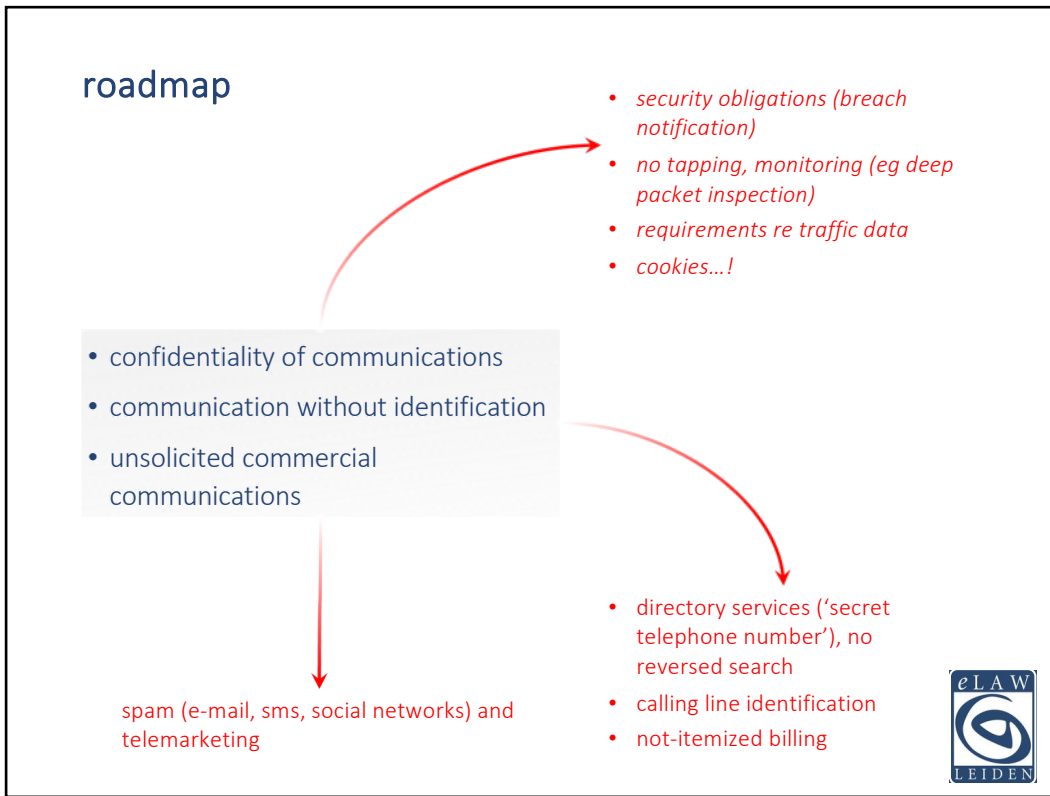 roadmap
• security obligations (breach
notification)
• no tapping, monitoring (eg deep
packet inspection)
• requirements re traffic data
• cookies...!
• confidentiality of communications
• communication without identification
• unsolicited commercial
communications
• directory services (‘secret
telephone number’), no
reversed search
• calling line identification
• not-itemized billing
spam (e-mail, sms, social networks) and
telemarketing
eLAW
LEIDEN